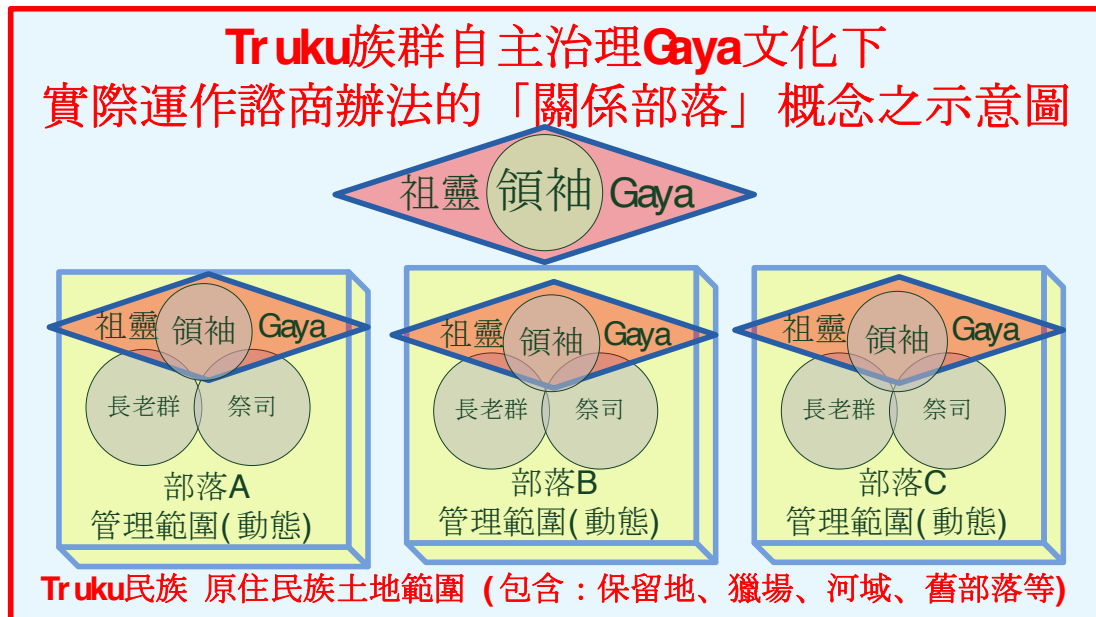 Truku族群自主治理Gaya文化下
實際運作諮商辦法的「關係部落」概念之示意圖
祖靈 領袖 Gaya
祖靈 領袖 Gaya
長老群 祭司
部落A
管理範圍(動態)
祖靈 領袖 Gaya
長老群 祭司
部落B
管理範圍(動態)
祖靈 領袖 Gaya
長老群 祭司
部落C
管理範圍(動態)
Truku民族 原住民族土地範圍 (包含：保留地、獵場、河域、舊部落等)